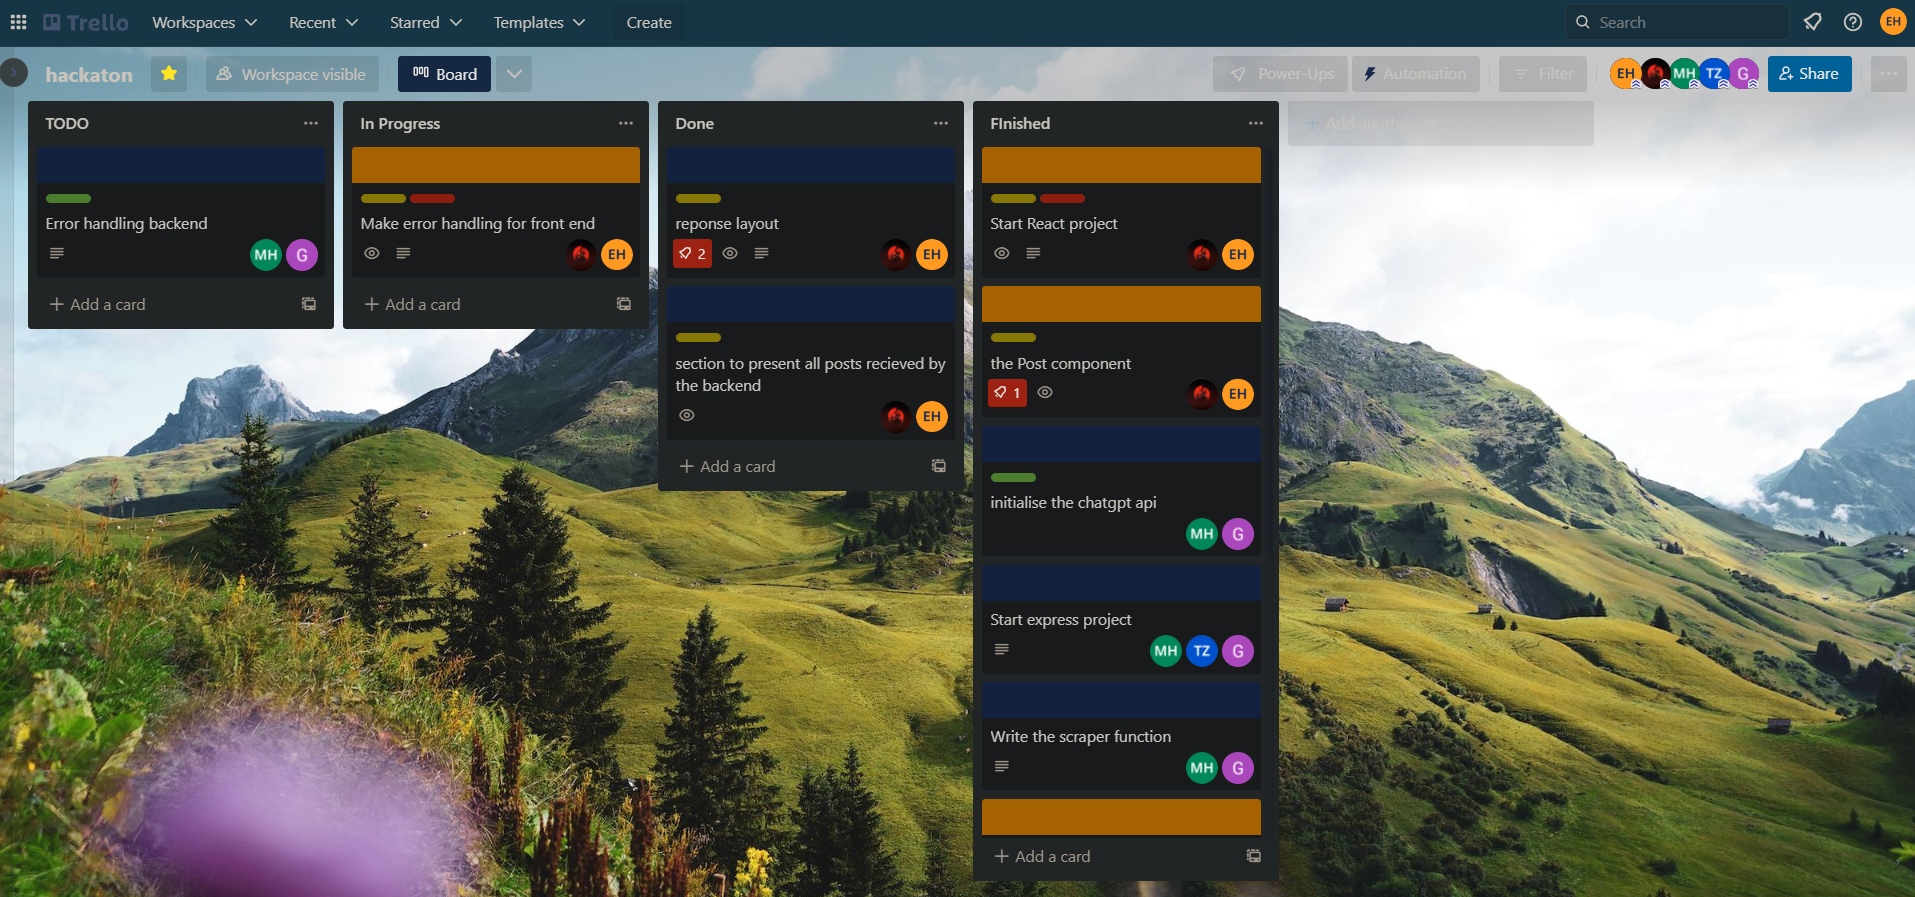 Trello
Workspaces
Recent
Starred
Templates
Create
Search
EH
hackaton
Workspace visible
Board
Power-Ups
Automation
Filter
EH
MH
TZ
G
Share
TODO
Error handling backend
MH
G
Add a card
In Progress
Make error handling for front end
EH
Add a card
Done
reponse layout
2
EH
section to present all posts recieved by
the backend
EH
Add a card
FInished
Start React project
EH
the Post component
1
EH
initialise the chatgpt api
MH
G
Start express project
MH
TZ
G
Write the scraper function
MH
G
Add a card
Add another list